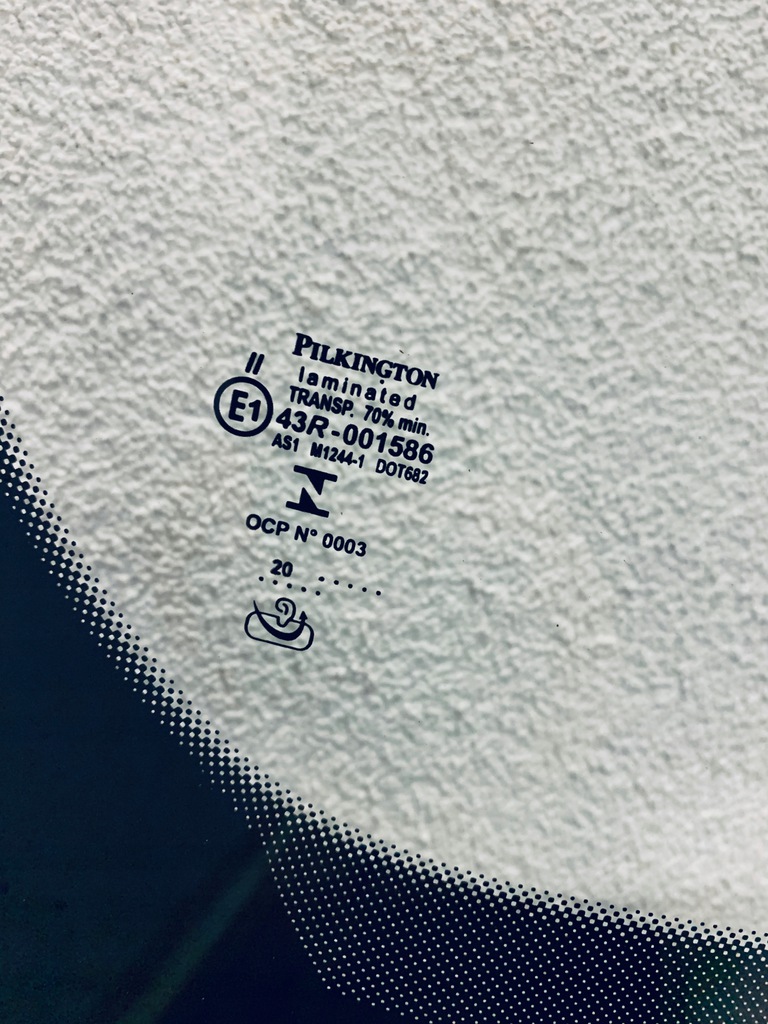 PILKINGTON
II
laminated
TRANSP. 70% min.
E1
43R-001586
AS1 M1244-1 DOT682
OCP N° 0003
20